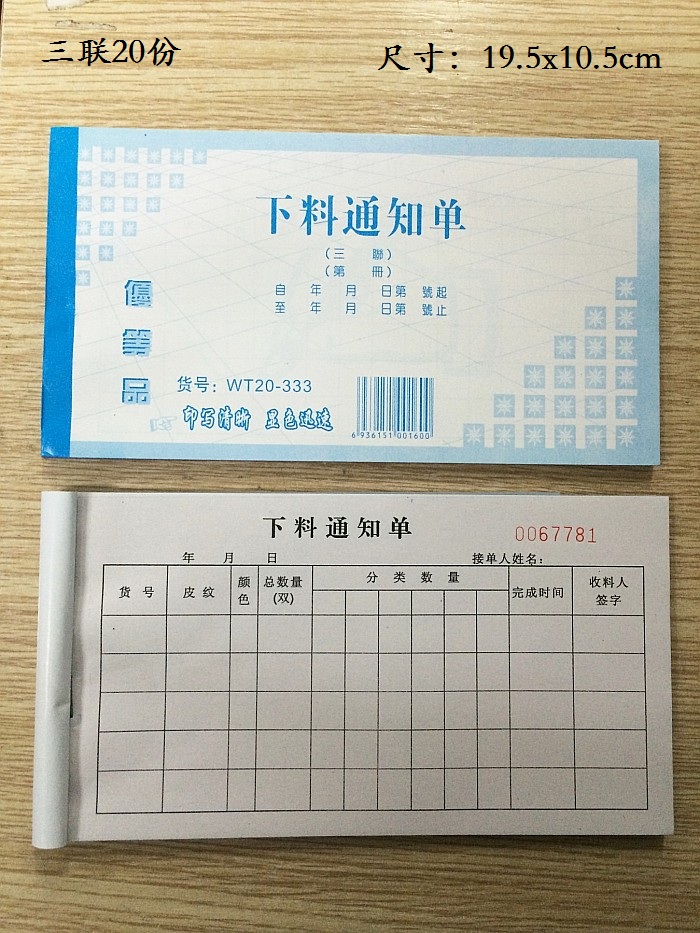 三联20份
尺寸：19.5x10.5cm
下料通知单
（三 聯）
（第 冊）
自 年 月 日第 號起
至 年 月 日第 號止
優等品
货号：WT20-333
印写清晰 显色迅速
6 936151 001600
下料通知单
0067781
年 月 日 接单人姓名：
货号 皮纹 颜色 总数量(双) 分类数量 完成时间 收料人签字